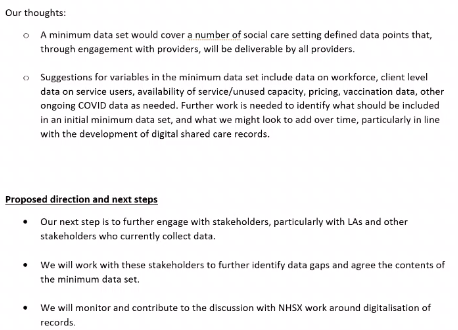 Our thoughts:
o A minimum data set would cover a number of social care setting defined data points that,
through engagement with providers, will be deliverable by all providers.
o Suggestions for variables in the minimum data set include data on workforce, client level
data on service users, availability of service/unused capacity, pricing, vaccination data, other
ongoing COVID data as needed. Further work is needed to identify what should be included
in an initial minimum data set, and what we might look to add over time, particularly in line
with the development of digital shared care records.
Proposed direction and next steps
• Our next step is to further engage with stakeholders, particularly with LAs and other
stakeholders who currently collect data.
• We will work with these stakeholders to further identify data gaps and agree the contents of
the minimum data set.
• We will monitor and contribute to the discussion with NHSX work around digitalisation of
records.